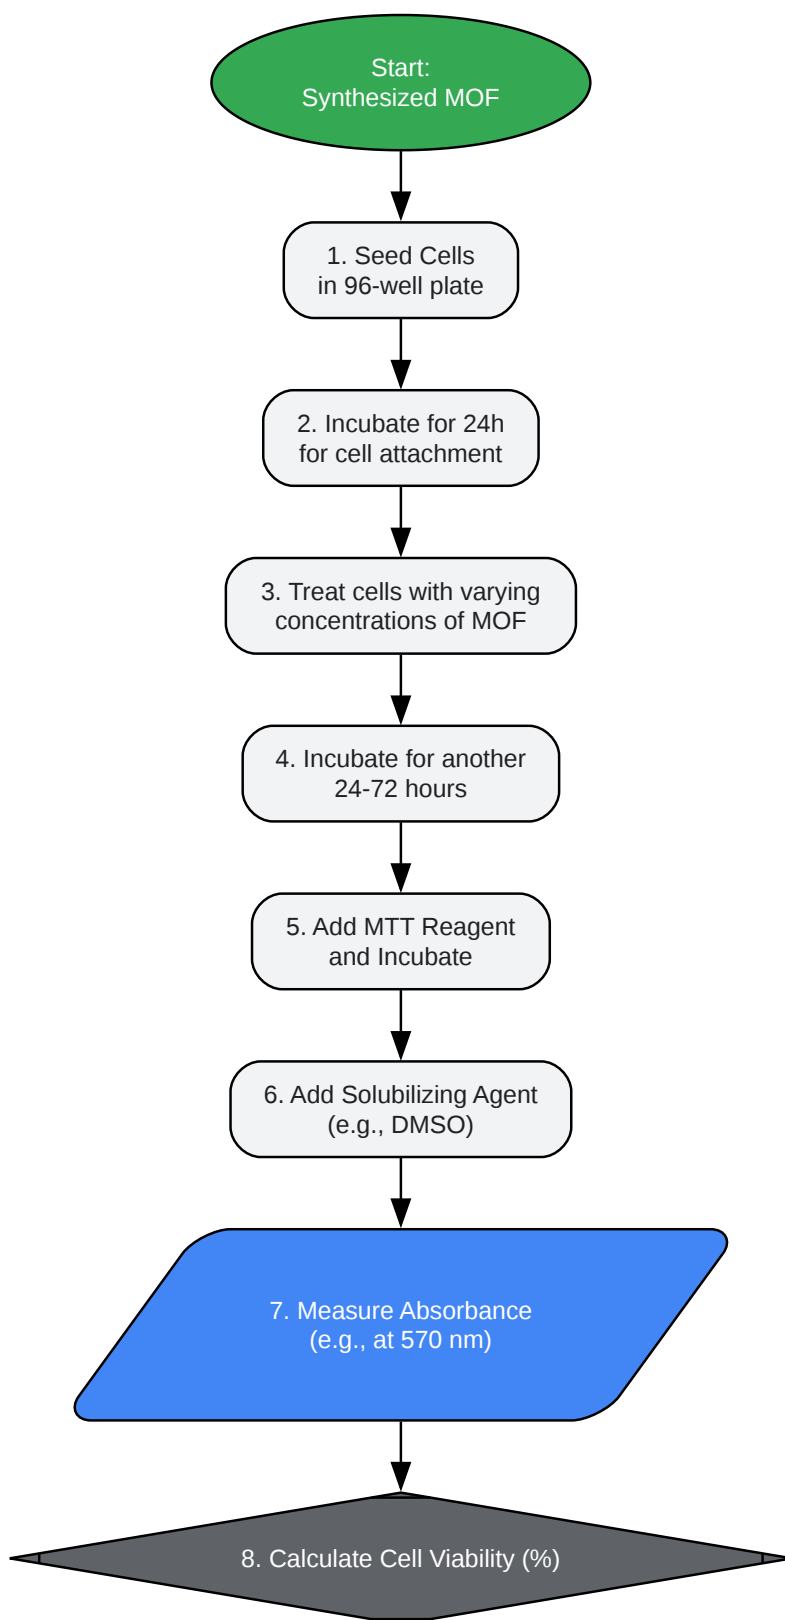 Start:
Synthesized MOF
1. Seed Cells
in 96-well plate
2. Incubate for 24h
for cell attachment
3. Treat cells with varying
concentrations of MOF
4. Incubate for another
24-72 hours
5. Add MTT Reagent
and Incubate
6. Add Solubilizing Agent
(e.g., DMSO)
7. Measure Absorbance
(e.g., at 570 nm)
8. Calculate Cell Viability (%)